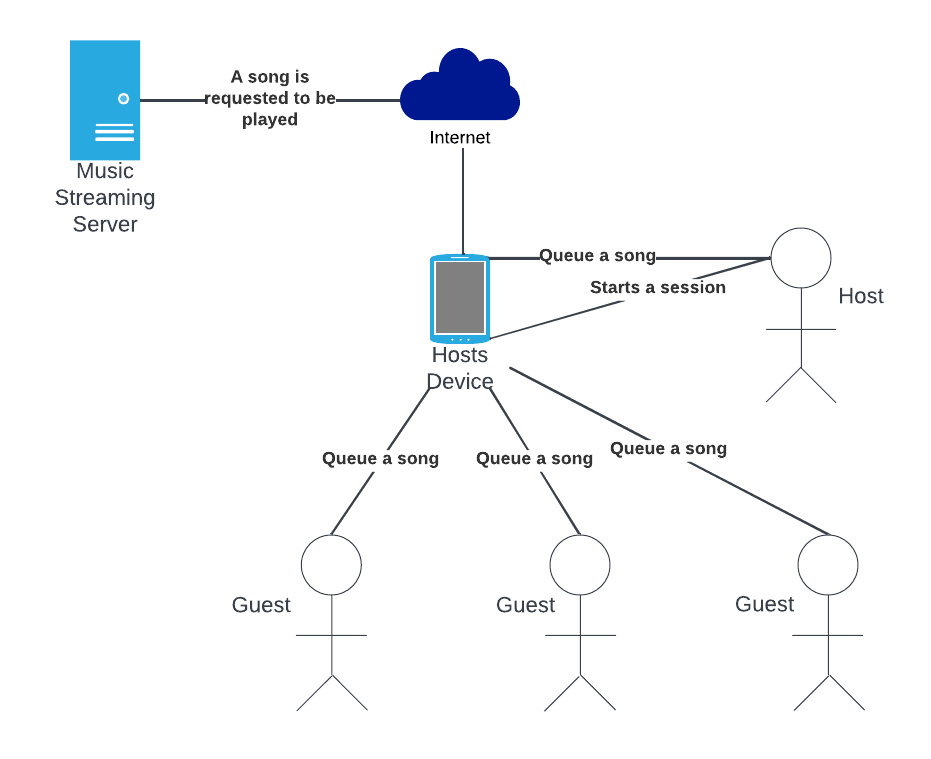 A song is
requested to be
played
Internet
Music
Streaming
Server
Queue a song
Starts a session
Host
Hosts
Device
Queue a song
Queue a song
Queue a song
Guest
Guest
Guest